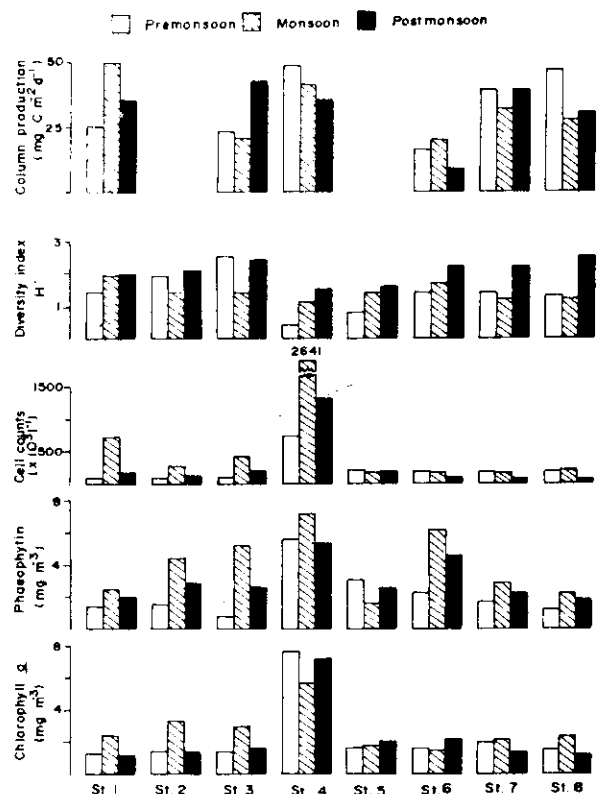 Premonsoon Monsoon Postmonsoon
Column production
(mg C m⁻² d⁻¹)
50
25
Diversity index
H′
3
1
2641
Cell counts
(x 10³ l⁻¹)
1500
500
Phaeophytin
(mg m⁻³)
8
4
Chlorophyll a
(mg m⁻³)
8
4
St. 1 St. 2 St. 3 St. 4 St. 5 St. 6 St. 7 St. 8